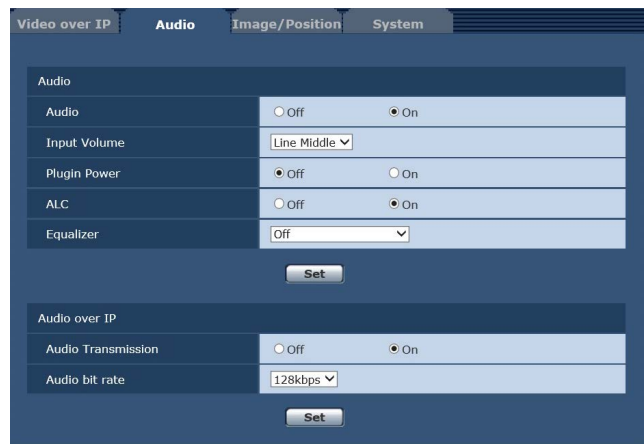 Video over IP Audio Image/Position System
Audio
Audio Off On
Input Volume Line Middle
Plugin Power Off On
ALC Off On
Equalizer Off
Set
Audio over IP
Audio Transmission Off On
Audio bit rate 128kbps
Set